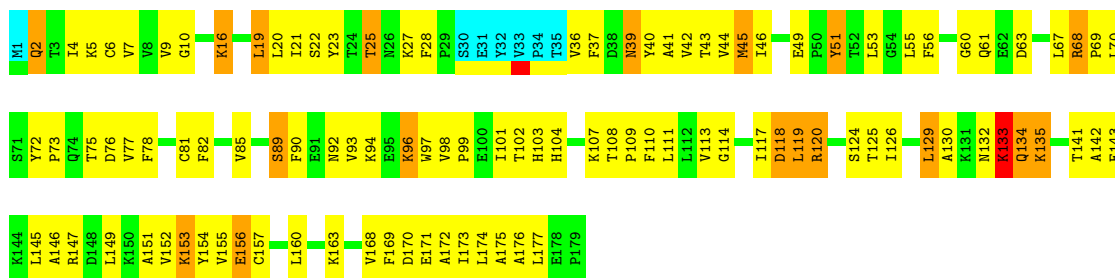 M1 Q2 T3 I4 K5 C6 V7 V8 V9 G10 K16 L19 L20 I21 S22 Y23 T24 T25 N26 K27 F28 P29 S30 E31 Y32 V33 P34 T35 V36 F37 D38 N39 Y40 A41 V42 T43 V44 M45 I46 E49 P50 Y51 T52 L53 G54 L55 F56 G60 Q61 E62 D63 L67 R68 P69 I70
S71 Y72 P73 Q74 T75 D76 V77 F78 C81 F82 V85 S89 F90 E91 N92 V93 K94 E95 K96 W97 V98 P99 E100 I101 T102 H103 H104 K107 T108 P109 F110 L111 L112 V113 G114 I117 D118 L119 R120 S124 T125 I126 L129 A130 K131 N132 K133 Q134 K135 T141 A142 E143
K144 L145 A146 R147 D148 L149 K150 A151 V152 K153 Y154 V155 E156 C157 L160 K163 V168 F169 D170 E171 A172 I173 L174 A175 A176 L177 E178 P179